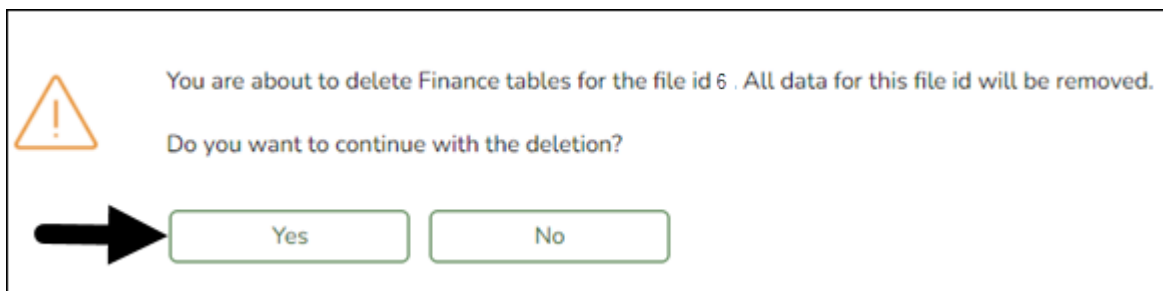 You are about to delete Finance tables for the file id 6 . All data for this file id will be removed.
Do you want to continue with the deletion?
Yes No